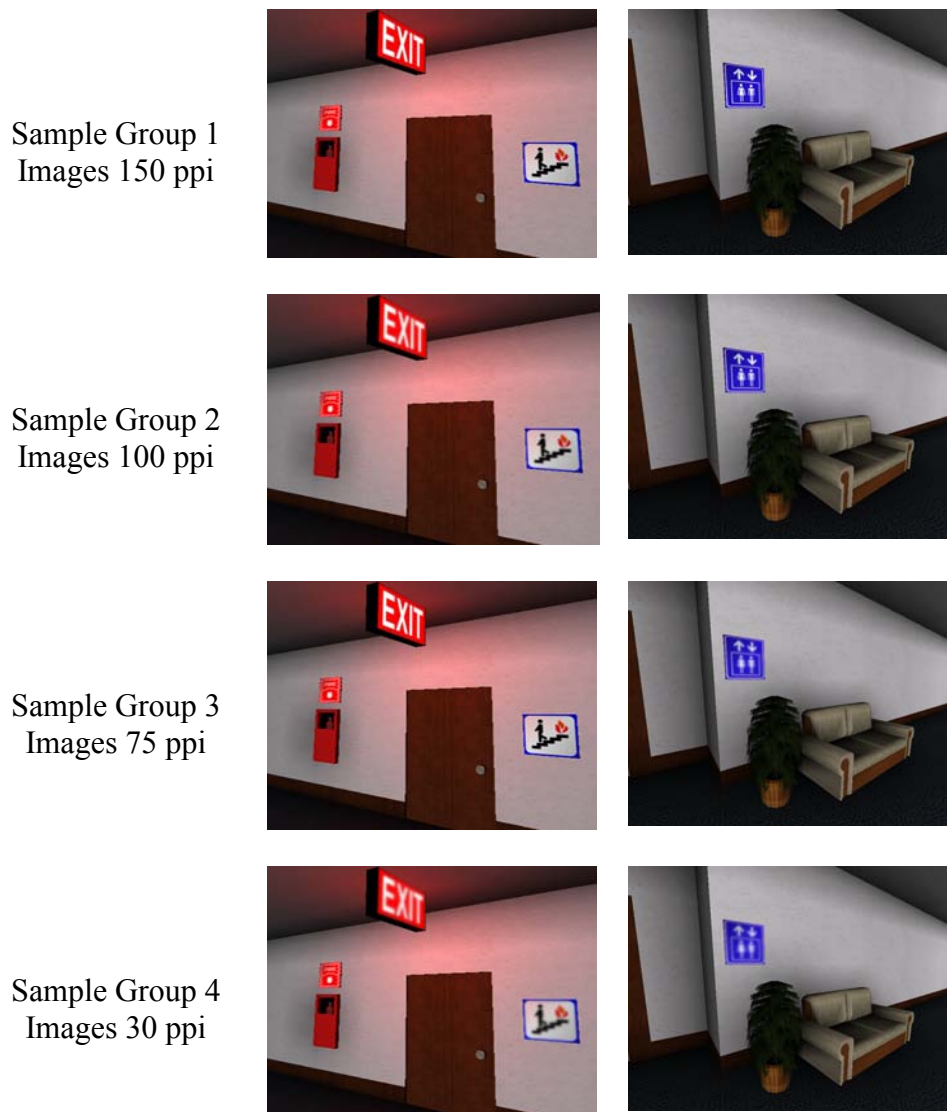 Sample Group 1
Images 150 ppi
EXIT
Sample Group 2
Images 100 ppi
EXIT
Sample Group 3
Images 75 ppi
EXIT
Sample Group 4
Images 30 ppi
EXIT